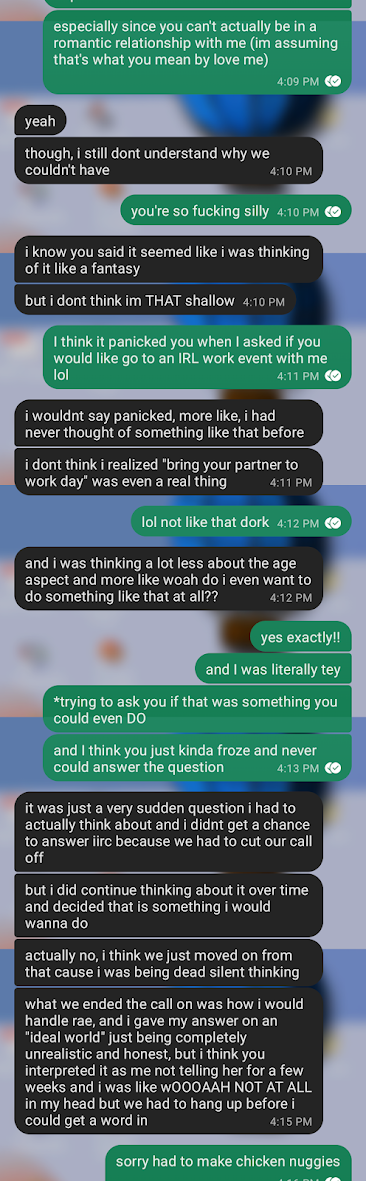 especially since you can't actually be in a
romantic relationship with me (im assuming
that's what you mean by love me)
4:09 PM
yeah
though, i still dont understand why we
couldn't have
4:10 PM
you're so fucking silly
4:10 PM
i know you said it seemed like i was thinking
of it like a fantasy
but i dont think im THAT shallow
4:10 PM
I think it panicked you when I asked if you
would like go to an IRL work event with me
lol
4:11 PM
i wouldnt say panicked, more like, i had
never thought of something like that before
i dont think i realized "bring your partner to
work day" was even a real thing
4:11 PM
lol not like that dork
4:12 PM
and i was thinking a lot less about the age
aspect and more like woah do i even want to
do something like that at all??
4:12 PM
yes exactly!!
and I was literally tey
*trying to ask you if that was something you
could even DO
and I think you just kinda froze and never
could answer the question
4:13 PM
it was just a very sudden question i had to
actually think about and i didnt get a chance
to answer iirc because we had to cut our call
off
but i did continue thinking about it over time
and decided that is something i would
wanna do
actually no, i think we just moved on from
that cause i was being dead silent thinking
what we ended the call on was how i would
handle rae, and i gave my answer on an
"ideal world" just being completely
unrealistic and honest, but i think you
interpreted it as me not telling her for a few
weeks and i was like wOOOAAH NOT AT ALL
in my head but we had to hang up before i
could get a word in
4:15 PM
sorry had to make chicken nuggies